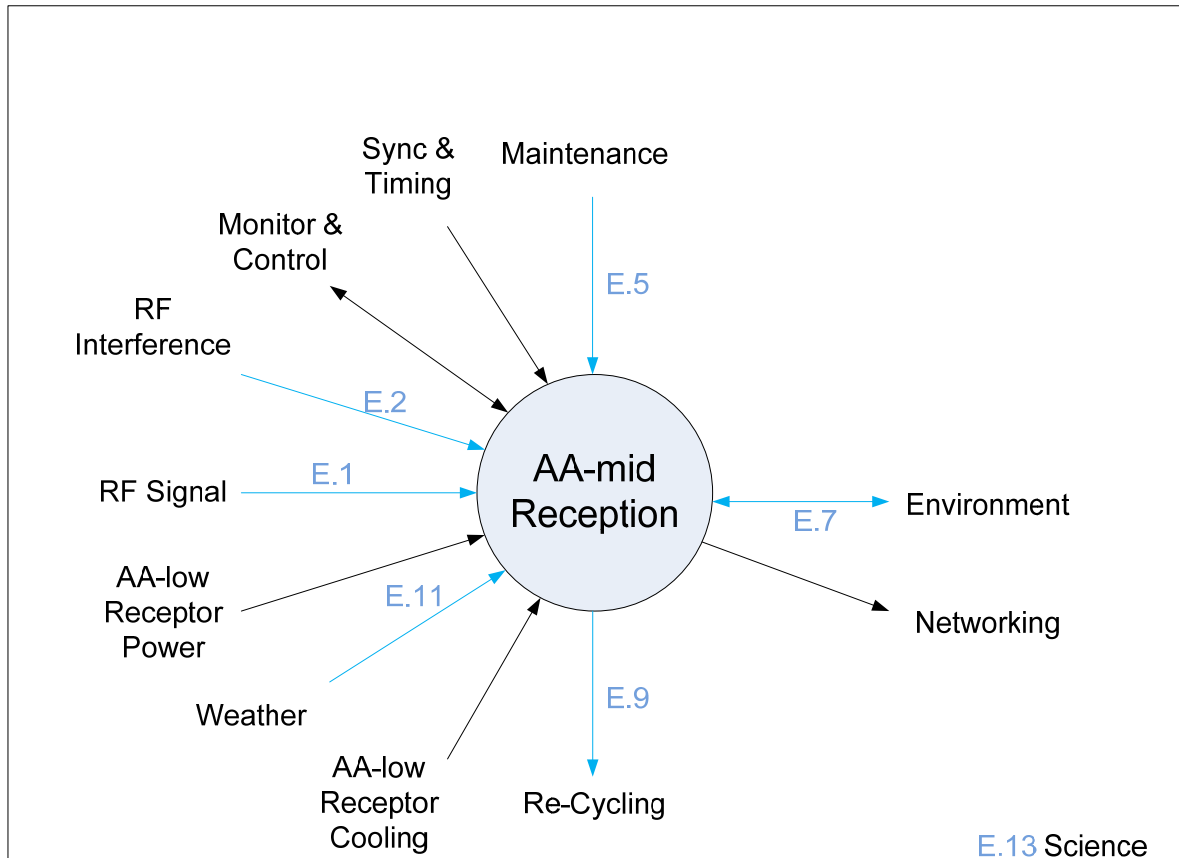 Sync &
Timing
Maintenance
Monitor &
Control
E.5
RF
Interference
E.2
AA-mid
Reception
E.1
RF Signal
E.7
Environment
AA-low
Receptor
Power
E.11
Networking
Weather
E.9
AA-low
Receptor
Cooling
Re-Cycling
E.13 Science